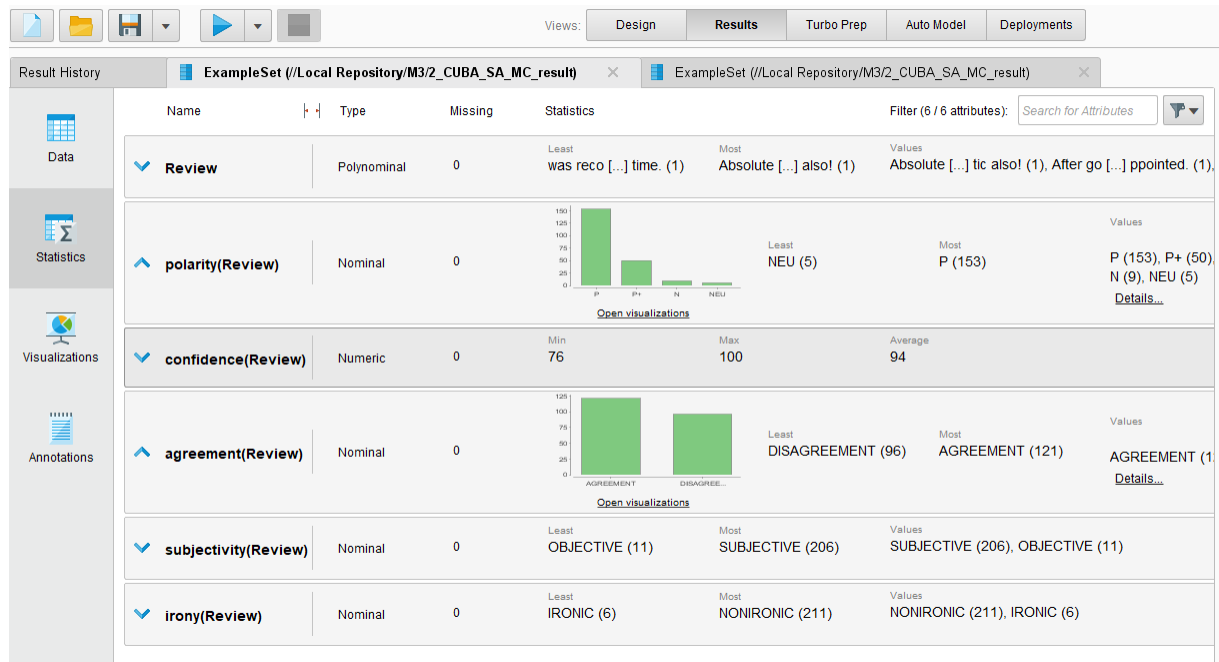 Views: Design Results Turbo Prep Auto Model Deployments
Result History ExampleSet (//Local Repository/M3/2_CUBA_SA_MC_result) ExampleSet (//Local Repository/M3/2_CUBA_SA_MC_result)
Data
Statistics
Visualizations
Annotations
Name Type Missing Statistics Filter (6 / 6 attributes): Search for Attributes
Review Polynominal 0
Least
was reco [...] time. (1)
Most
Absolute [...] also! (1)
Values
Absolute [...] tic also! (1), After go [...] ppointed. (1),
polarity(Review) Nominal 0
150
125
100
75
50
25
0
P P+ N NEU
Open visualizations
Least
NEU (5)
Most
P (153)
Values
P (153), P+ (50),
N (9), NEU (5)
Details...
confidence(Review) Numeric 0
Min
76
Max
100
Average
94
agreement(Review) Nominal 0
125
100
75
50
25
0
AGREEMENT DISAGREE...
Open visualizations
Least
DISAGREEMENT (96)
Most
AGREEMENT (121)
Values
AGREEMENT (1
Details...
subjectivity(Review) Nominal 0
Least
OBJECTIVE (11)
Most
SUBJECTIVE (206)
Values
SUBJECTIVE (206), OBJECTIVE (11)
irony(Review) Nominal 0
Least
IRONIC (6)
Most
NONIRONIC (211)
Values
NONIRONIC (211), IRONIC (6)